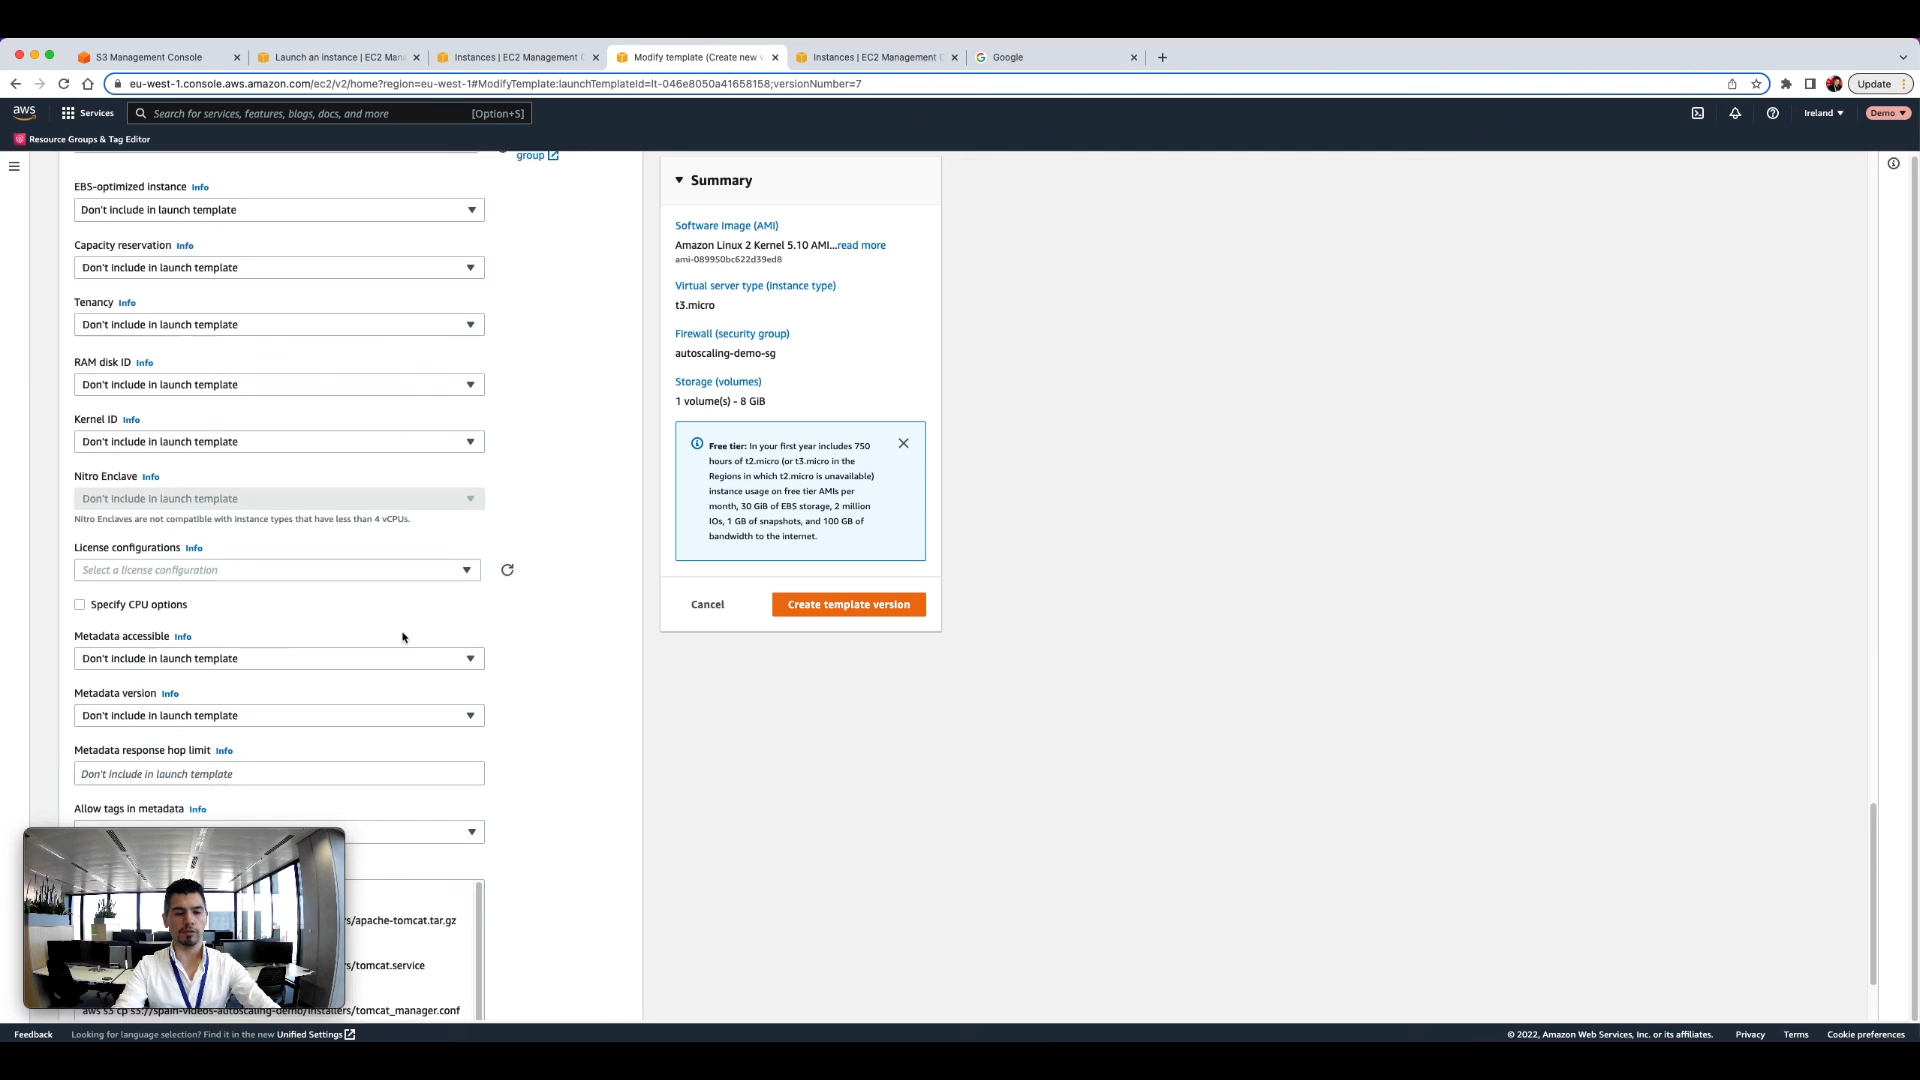 S3 Management Console
Launch an instance | EC2 Mana
Instances | EC2 Management C
Modify template (Create new v
Instances | EC2 Management C
Google
eu-west-1.console.aws.amazon.com/ec2/v2/home?region=eu-west-1#ModifyTemplate:launchTemplateId=lt-046e8050a41658158;versionNumber=7
Update
aws
Services
Search for services, features, blogs, docs, and more
[Option+S]
Ireland
Demo
Resource Groups & Tag Editor
group
EBS-optimized instance Info
Don't include in launch template
Capacity reservation Info
Don't include in launch template
Tenancy Info
Don't include in launch template
RAM disk ID Info
Don't include in launch template
Kernel ID Info
Don't include in launch template
Nitro Enclave Info
Don't include in launch template
Nitro Enclaves are not compatible with instance types that have less than 4 vCPUs.
License configurations Info
Select a license configuration
Specify CPU options
Metadata accessible Info
Don't include in launch template
Metadata version Info
Don't include in launch template
Metadata response hop limit Info
Don't include in launch template
Allow tags in metadata Info
s/apache-tomcat.tar.gz
s/tomcat.service
aws s3 cp s3://spain-videos-autoscaling-demo/installers/tomcat_manager.conf
Summary
Software Image (AMI)
Amazon Linux 2 Kernel 5.10 AMI...read more
ami-089950bc622d39ed8
Virtual server type (instance type)
t3.micro
Firewall (security group)
autoscaling-demo-sg
Storage (volumes)
1 volume(s) - 8 GiB
Free tier: In your first year includes 750
hours of t2.micro (or t3.micro in the
Regions in which t2.micro is unavailable)
instance usage on free tier AMIs per
month, 30 GiB of EBS storage, 2 million
IOs, 1 GB of snapshots, and 100 GB of
bandwidth to the internet.
Cancel
Create template version
Feedback
Looking for language selection? Find it in the new Unified Settings
© 2022, Amazon Web Services, Inc. or its affiliates.
Privacy
Terms
Cookie preferences